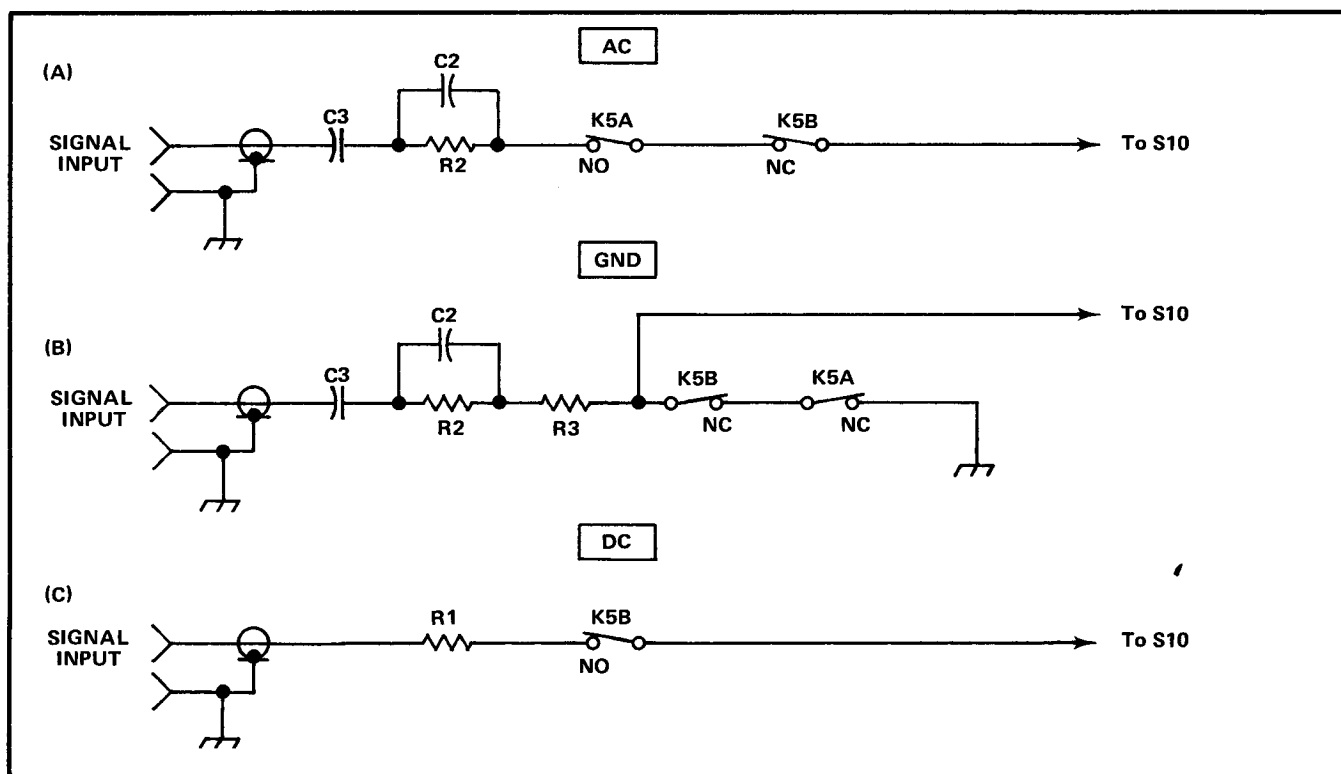 AC
(A)
C2
C3
K5A
K5B
SIGNAL
INPUT
R2
NO
NC
To S10
GND
To S10
(B)
C2
C3
K5B
K5A
SIGNAL
INPUT
R2
R3
NC
NC
DC
(C)
R1
K5B
SIGNAL
INPUT
NO
To S10